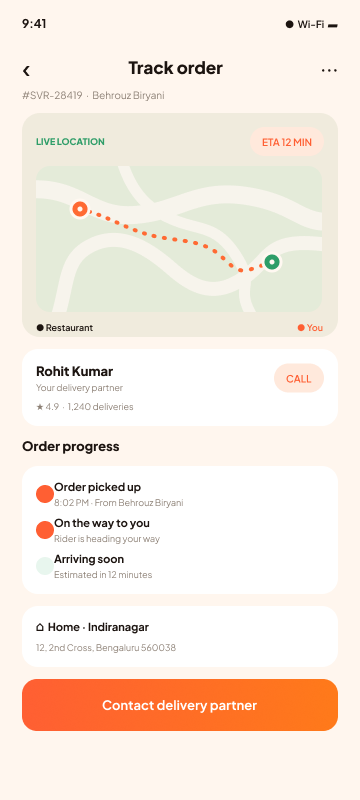 9:41
● Wi-Fi ▬
‹ Track order ···
#SVR-28419 · Behrouz Biryani
LIVE LOCATION
ETA 12 MIN
● Restaurant
● You
Rohit Kumar
Your delivery partner
★ 4.9 · 1,240 deliveries
CALL
Order progress
Order picked up
8:02 PM · From Behrouz Biryani
On the way to you
Rider is heading your way
Arriving soon
Estimated in 12 minutes
⌂ Home · Indiranagar
12, 2nd Cross, Bengaluru 560038
Contact delivery partner